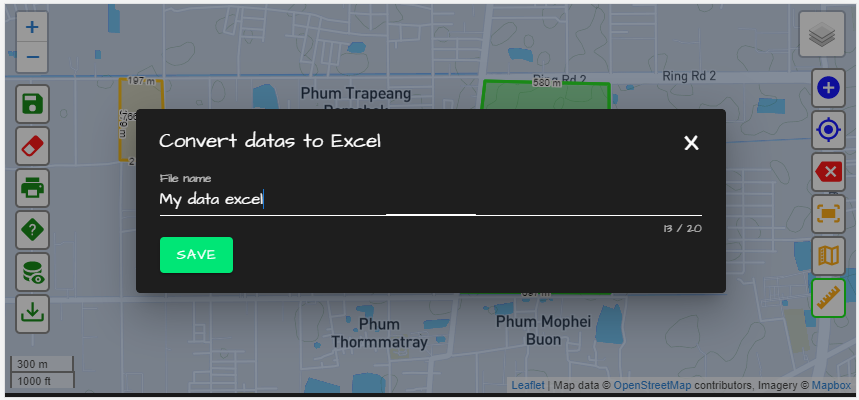 +
−
197 m
Phum Trapeang
Ring Rd 2
580 m
Ring Rd 2
Convert datas to Excel
X
File name
My data excel
13 / 20
SAVE
Phum
Thormmatray
Phum Mophei
Buon
300 m
1000 ft
Leaflet | Map data © OpenStreetMap contributors, Imagery © Mapbox